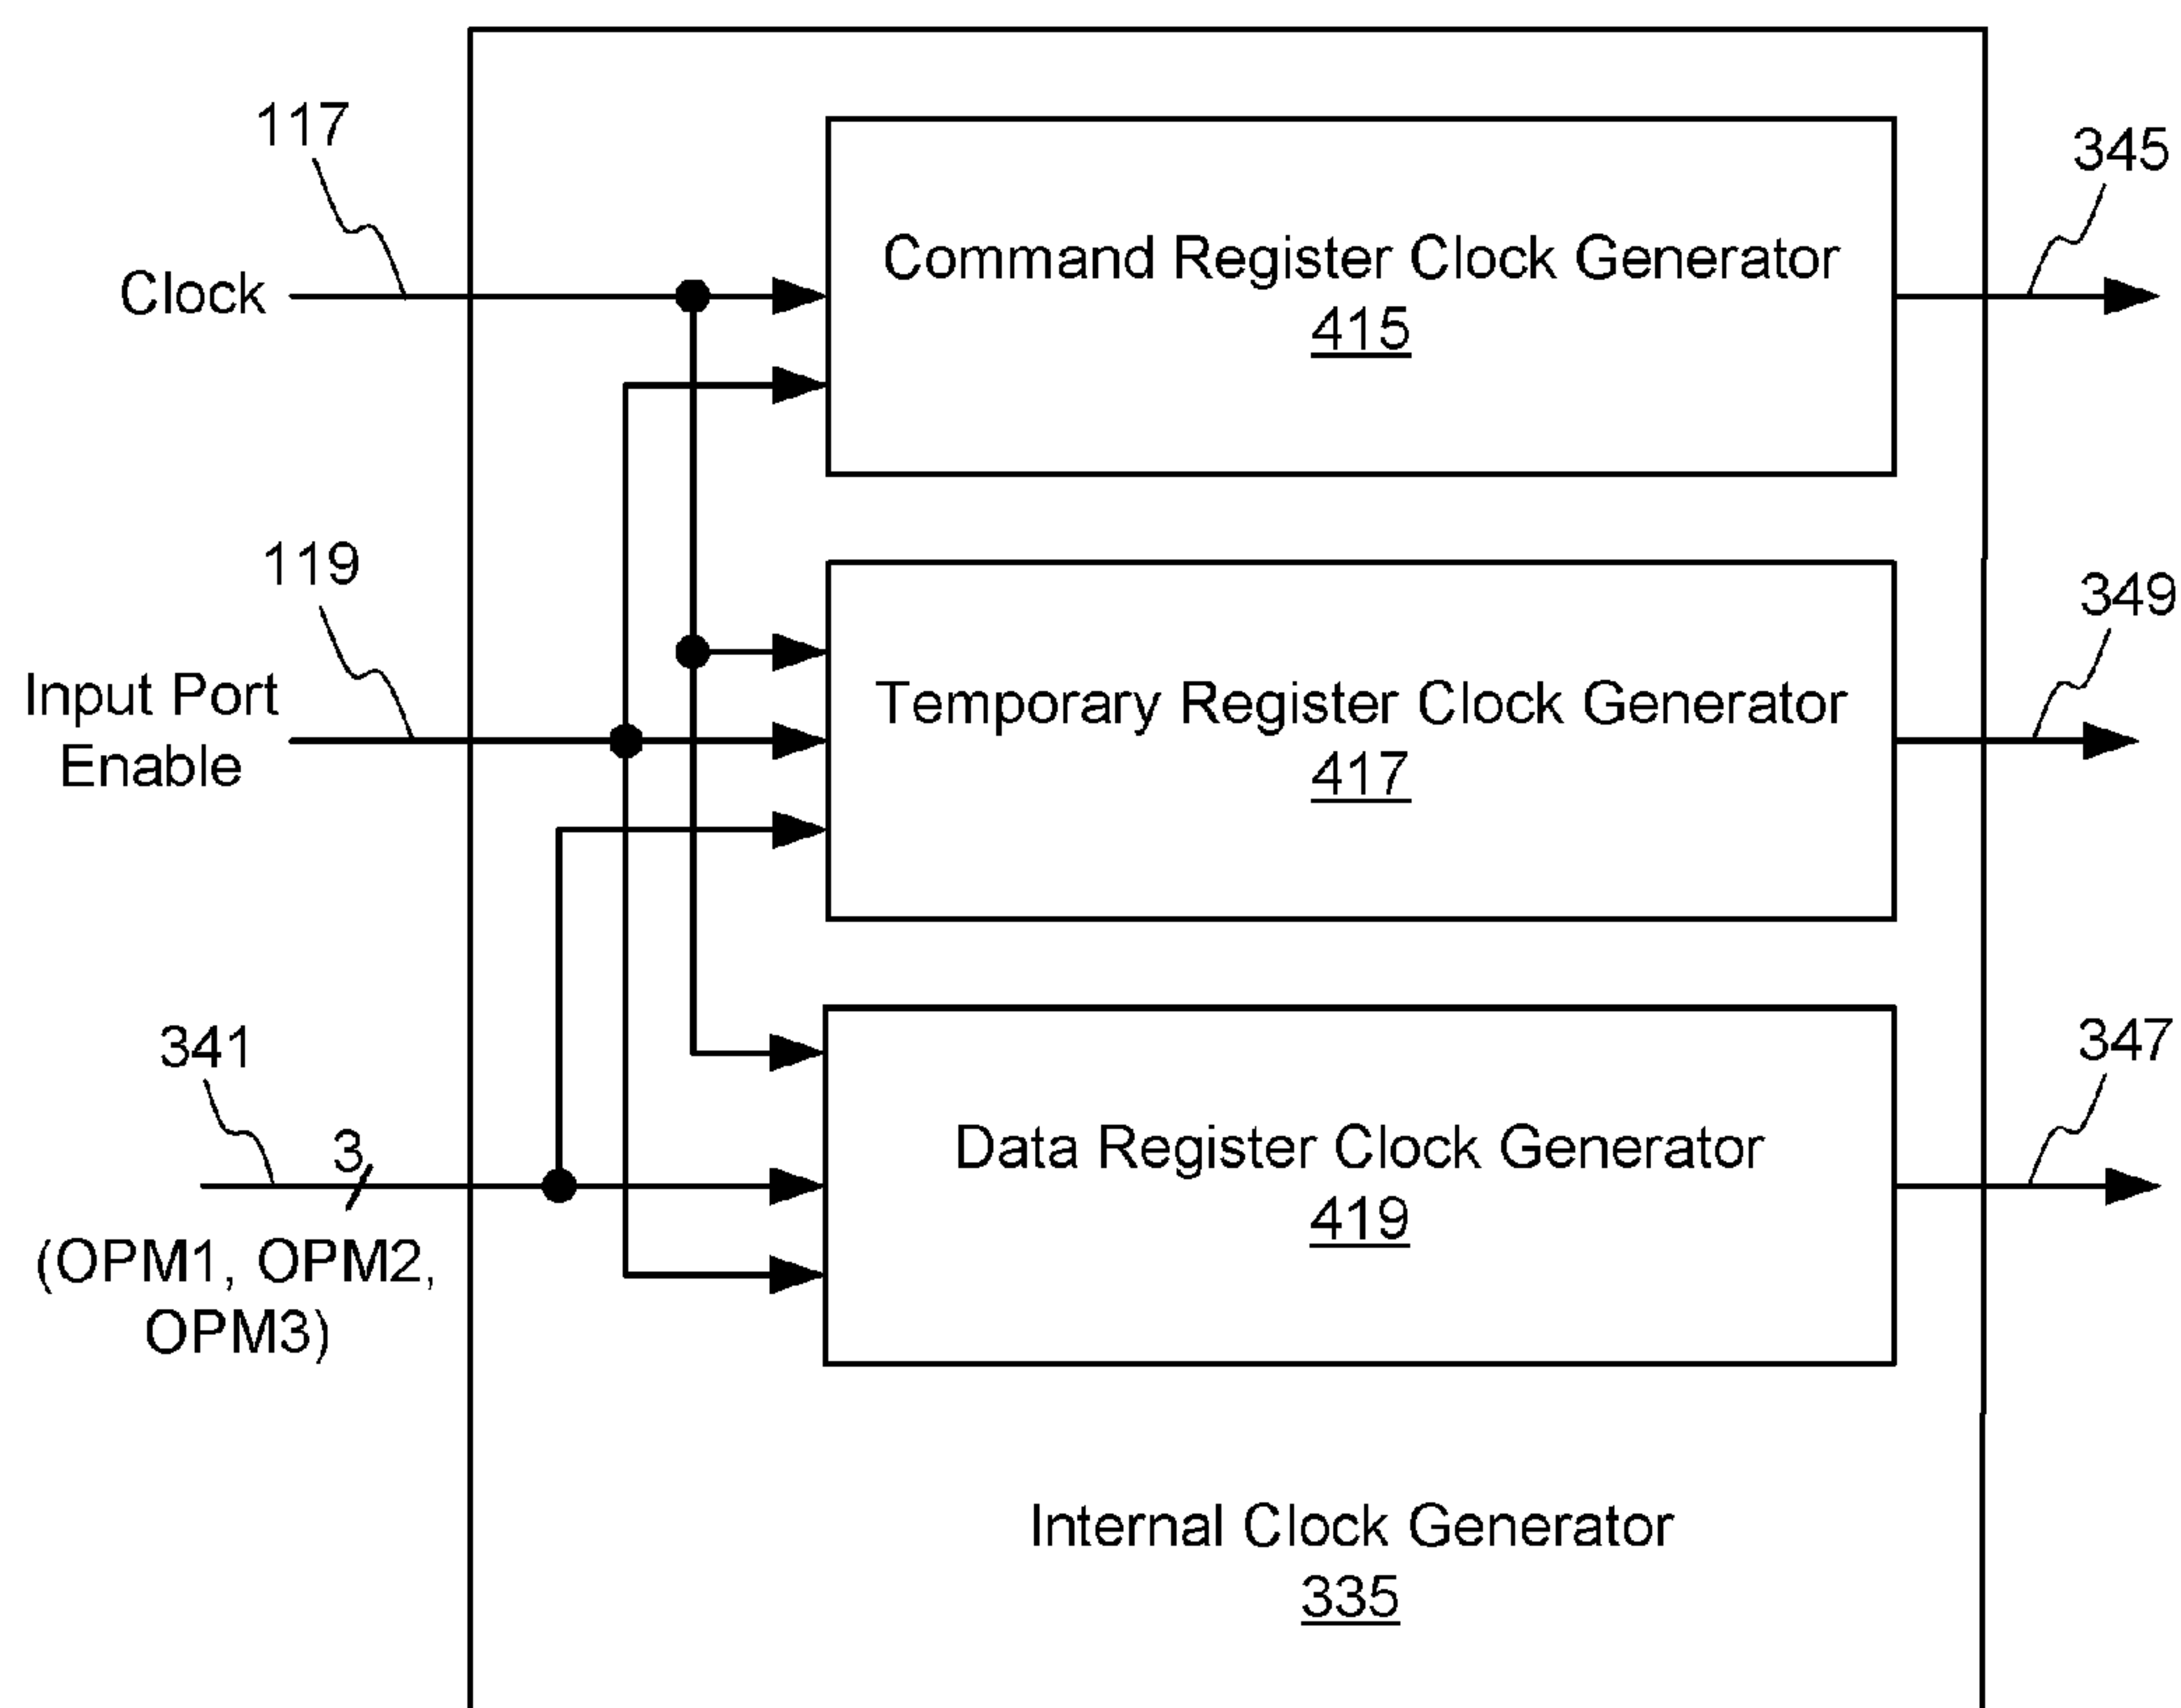 117
345
Command Register Clock Generator
415
Clock
119
349
Input Port
Enable
Temporary Register Clock Generator
417
341
347
3
Data Register Clock Generator
419
(OPM1, OPM2,
OPM3)
Internal Clock Generator
335